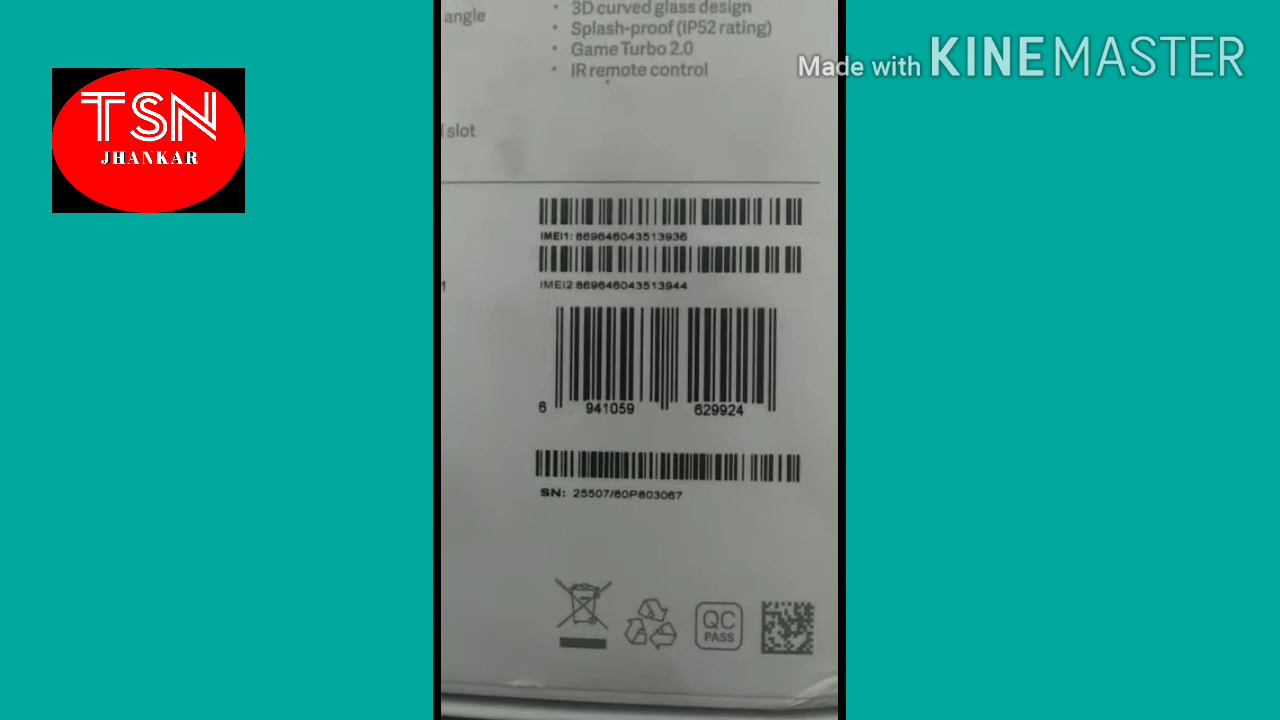 TSN
JHANKAR
Made with KINEMASTER
angle
• 3D curved glass design
• Splash-proof (IP52 rating)
• Game Turbo 2.0
• IR remote control
slot
IMEI1: 869646043513936
IMEI2 869646043513944
6 941059 629924
SN: 25507/80P803067
QC
PASS